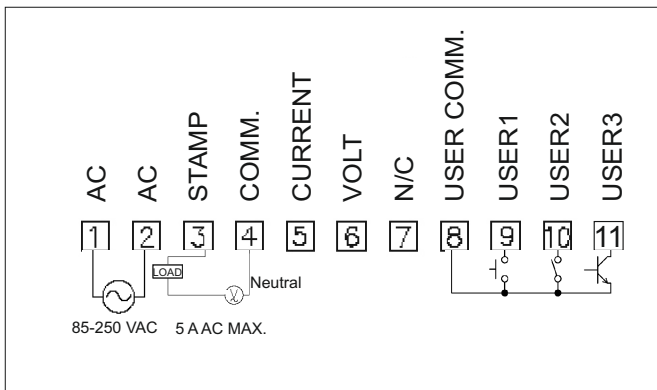 AC
AC
STAMP
COMM.
CURRENT
VOLT
N/C
USER COMM.
USER1
USER2
USER3
1 2 3 4 5 6 7 8 9 10 11
LOAD
Neutral
85-250 VAC 5 A AC MAX.